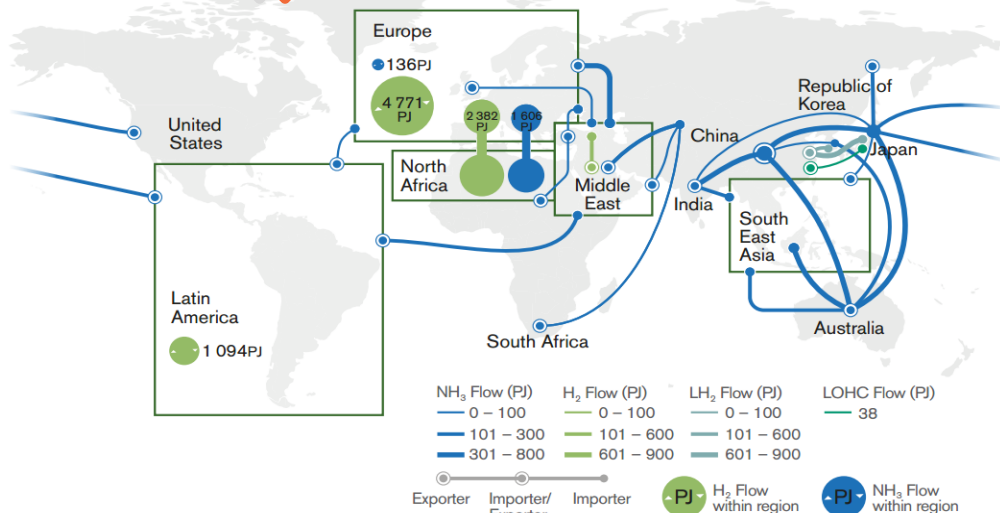 Europe
136PJ
4 771
PJ
2 382
PJ
1 606
PJ
Republic of
Korea
United
States
China
Japan
North
Africa
Middle
East
India
South
East
Asia
Latin
America
1 094PJ
South Africa
Australia
NH₃ Flow (PJ)
0 – 100
101 – 300
301 – 800
H₂ Flow (PJ)
0 – 100
101 – 600
601 – 900
LH₂ Flow (PJ)
0 – 100
101 – 600
601 – 900
LOHC Flow (PJ)
38
Exporter
Importer/
Exporter
Importer
PJ
H₂ Flow
within region
PJ
NH₃ Flow
within region